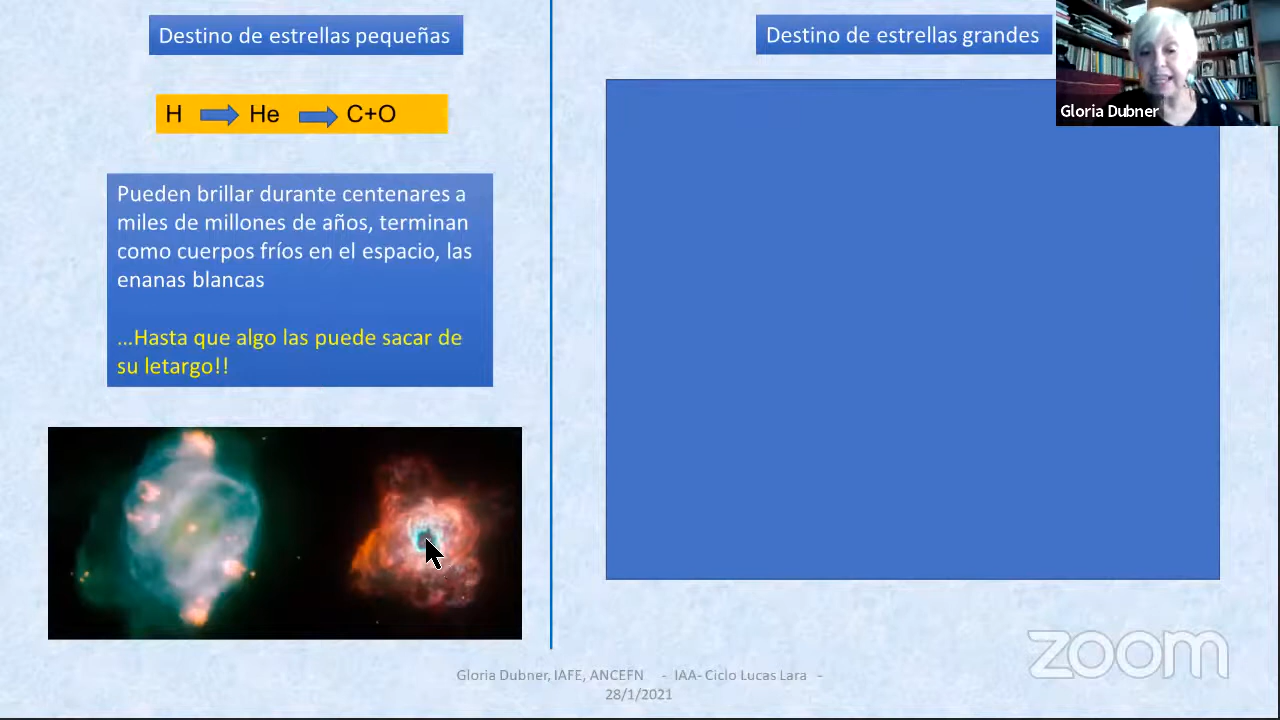 Destino de estrellas pequeñas
H He C+O
Pueden brillar durante centenares a
miles de millones de años, terminan
como cuerpos fríos en el espacio, las
enanas blancas
...Hasta que algo las puede sacar de
su letargo!!
Destino de estrellas grandes
Gloria Dubner
Gloria Dubner, IAFE, ANCEFN - IAA- Ciclo Lucas Lara -
28/1/2021
zoom